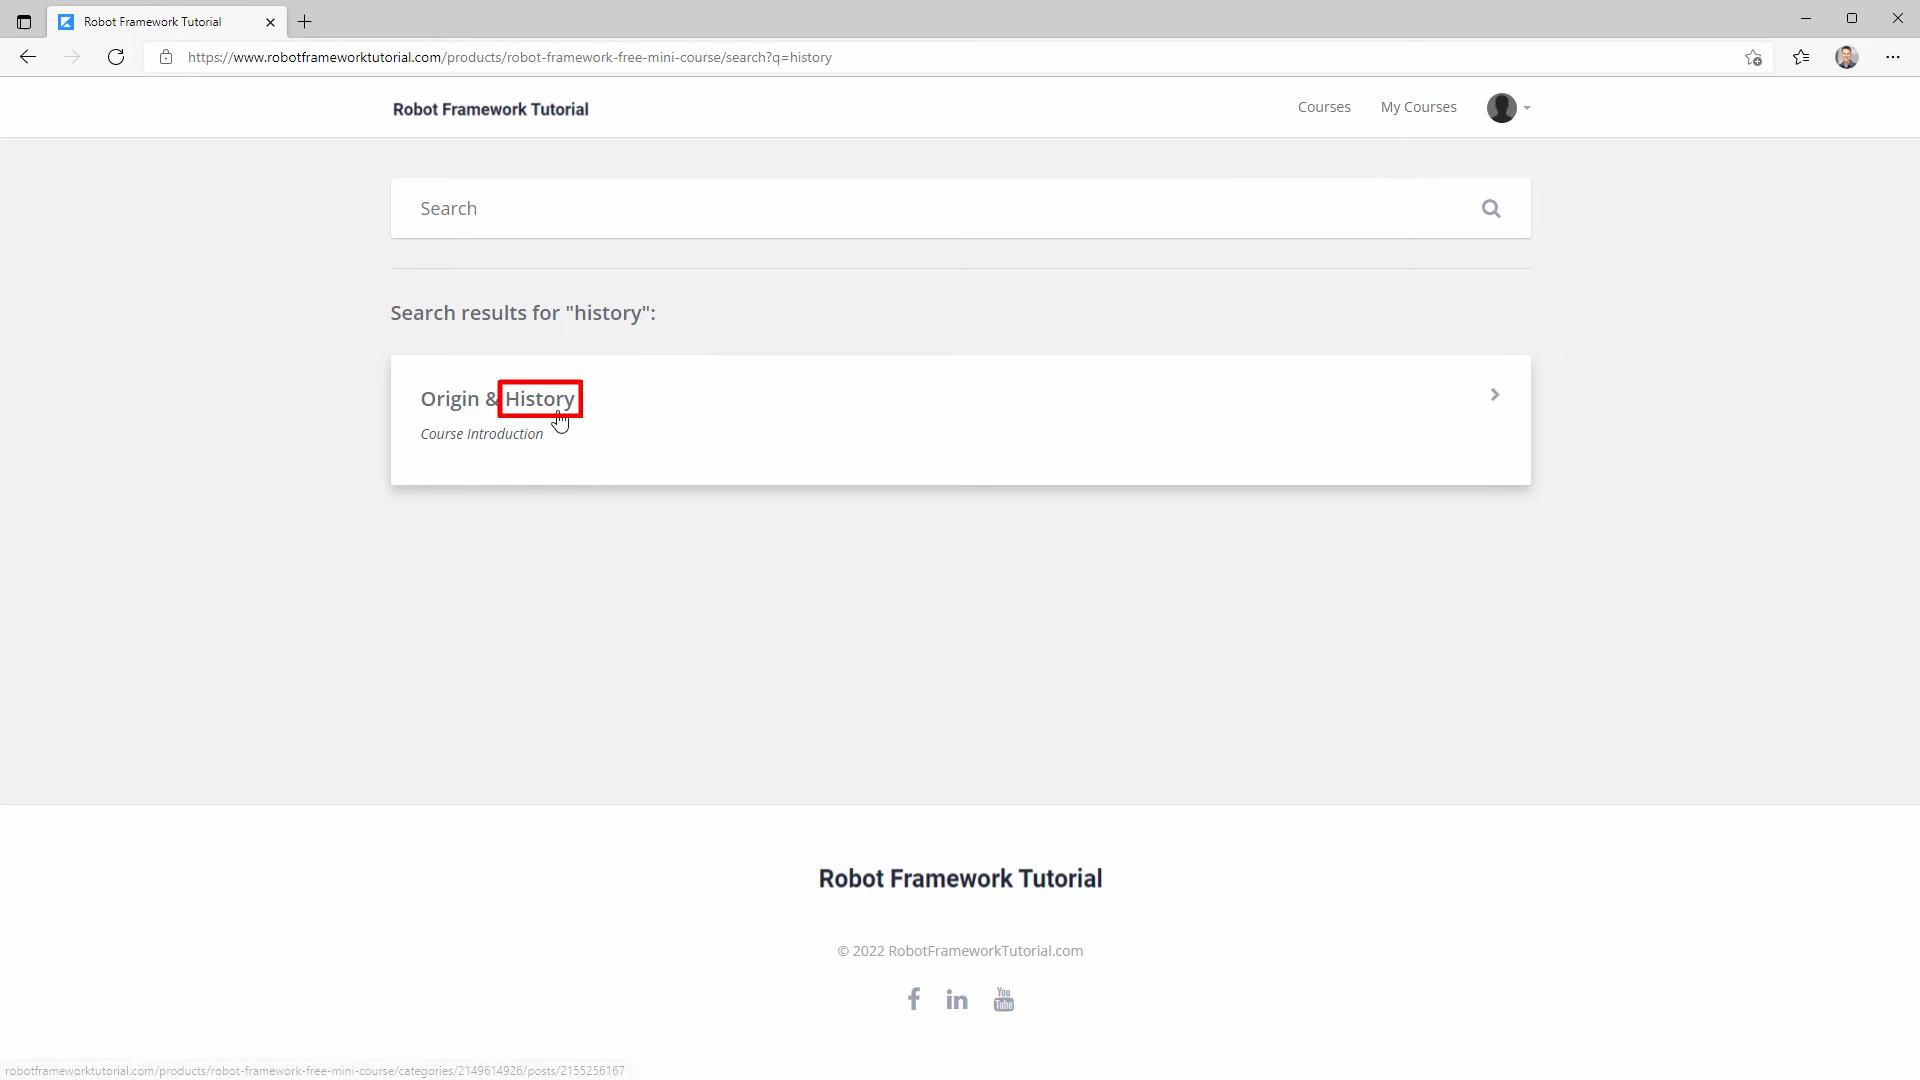 Robot Framework Tutorial
https://www.robotframeworktutorial.com/products/robot-framework-free-mini-course/search?q=history
Robot Framework Tutorial
Courses
My Courses
Search
Search results for "history":
Origin & History
Course Introduction
Robot Framework Tutorial
© 2022 RobotFrameworkTutorial.com
You
Tube
robotframeworktutorial.com/products/robot-framework-free-mini-course/categories/2149614926/posts/2155256167